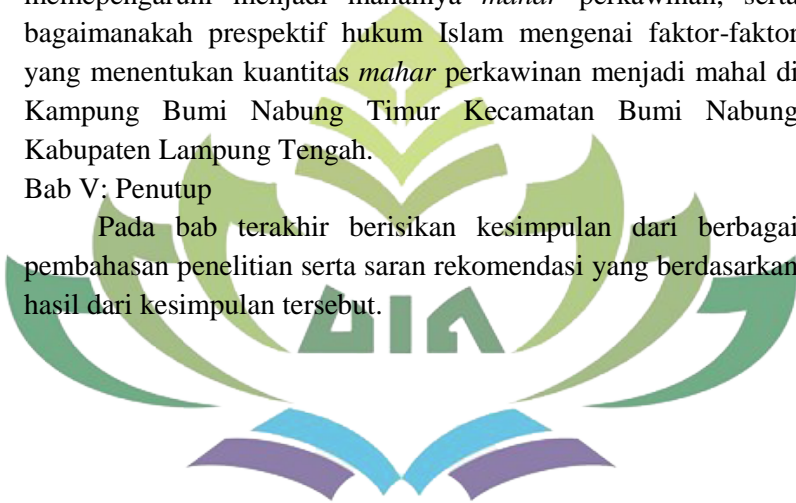 memepengaruhi menjadi mahalnya mahar perkawinan, serta
bagaimanakah prespektif hukum Islam mengenai faktor-faktor
yang menentukan kuantitas mahar perkawinan menjadi mahal di
Kampung Bumi Nabung Timur Kecamatan Bumi Nabung
Kabupaten Lampung Tengah.
Bab V: Penutup
Pada bab terakhir berisikan kesimpulan dari berbagai
pembahasan penelitian serta saran rekomendasi yang berdasarkan
hasil dari kesimpulan tersebut.